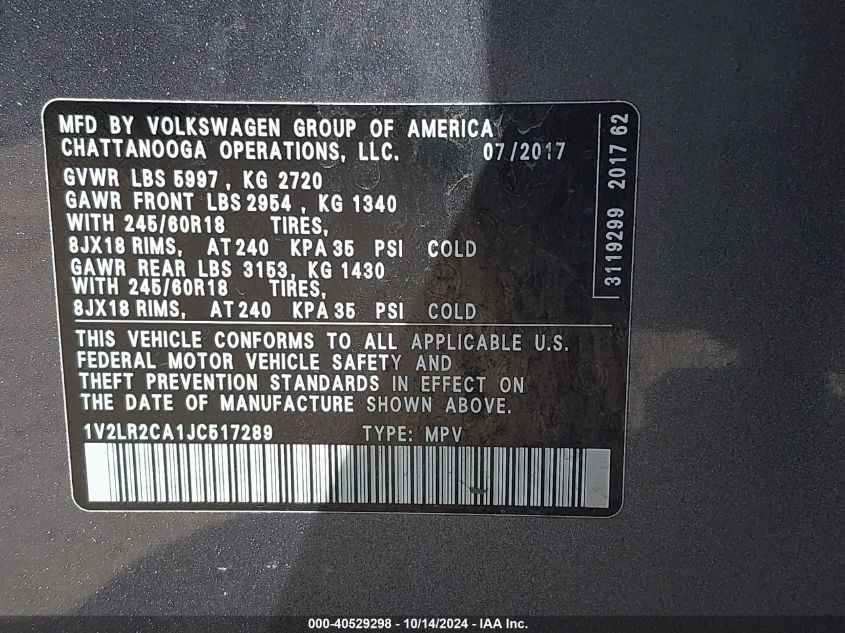 MFD BY VOLKSWAGEN GROUP OF AMERICA
CHATTANOOGA OPERATIONS, LLC. 07/2017
GVWR LBS 5997, KG 2720
GAWR FRONT LBS 2954, KG 1340
WITH 245/60R18 TIRES,
8JX18 RIMS, AT 240 KPA 35 PSI COLD
GAWR REAR LBS 3153, KG 1430
WITH 245/60R18 TIRES,
8JX18 RIMS, AT 240 KPA 35 PSI COLD
3119299 2017 62
THIS VEHICLE CONFORMS TO ALL APPLICABLE U.S.
FEDERAL MOTOR VEHICLE SAFETY AND
THEFT PREVENTION STANDARDS IN EFFECT ON
THE DATE OF MANUFACTURE SHOWN ABOVE.
1V2LR2CA1JC517289 TYPE: MPV
000-40529298 - 10/14/2024 - IAA Inc.